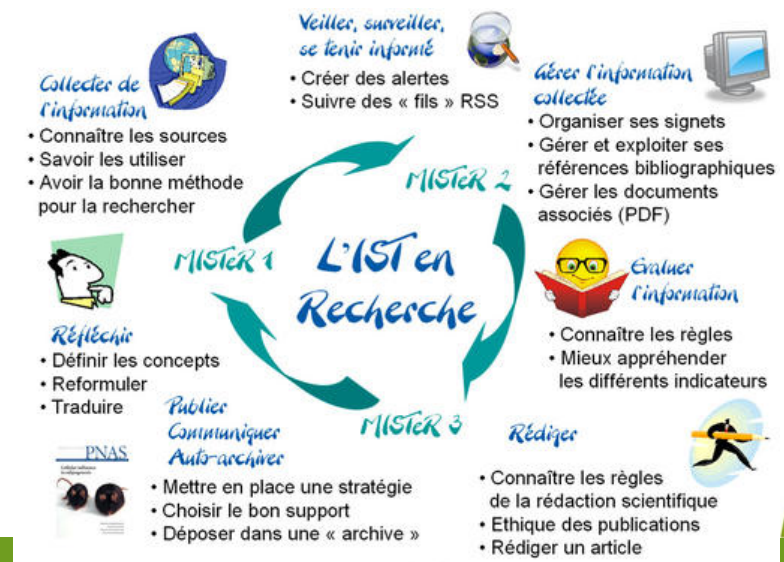 Veiller, surveiller,
se tenir informé
• Créer des alertes
• Suivre des « fils » RSS
Collecter de
l'information
• Connaître les sources
• Savoir les utiliser
• Avoir la bonne méthode
pour la rechercher
Gérer l'information
collectée
• Organiser ses signets
• Gérer et exploiter ses
références bibliographiques
• Gérer les documents
associés (PDF)
MISTeR 2
MISTeR 1
L'IST en
Recherche
Evaluer
l'information
• Connaître les règles
• Mieux appréhender
les différents indicateurs
Réfléchir
• Définir les concepts
• Reformuler
• Traduire
MISTeR 3
Publier
Communiquer
Auto-archiver
• Mettre en place une stratégie
• Choisir le bon support
• Déposer dans une « archive »
PNAS
Rédiger
• Connaître les règles
de la rédaction scientifique
• Ethique des publications
• Rédiger un article